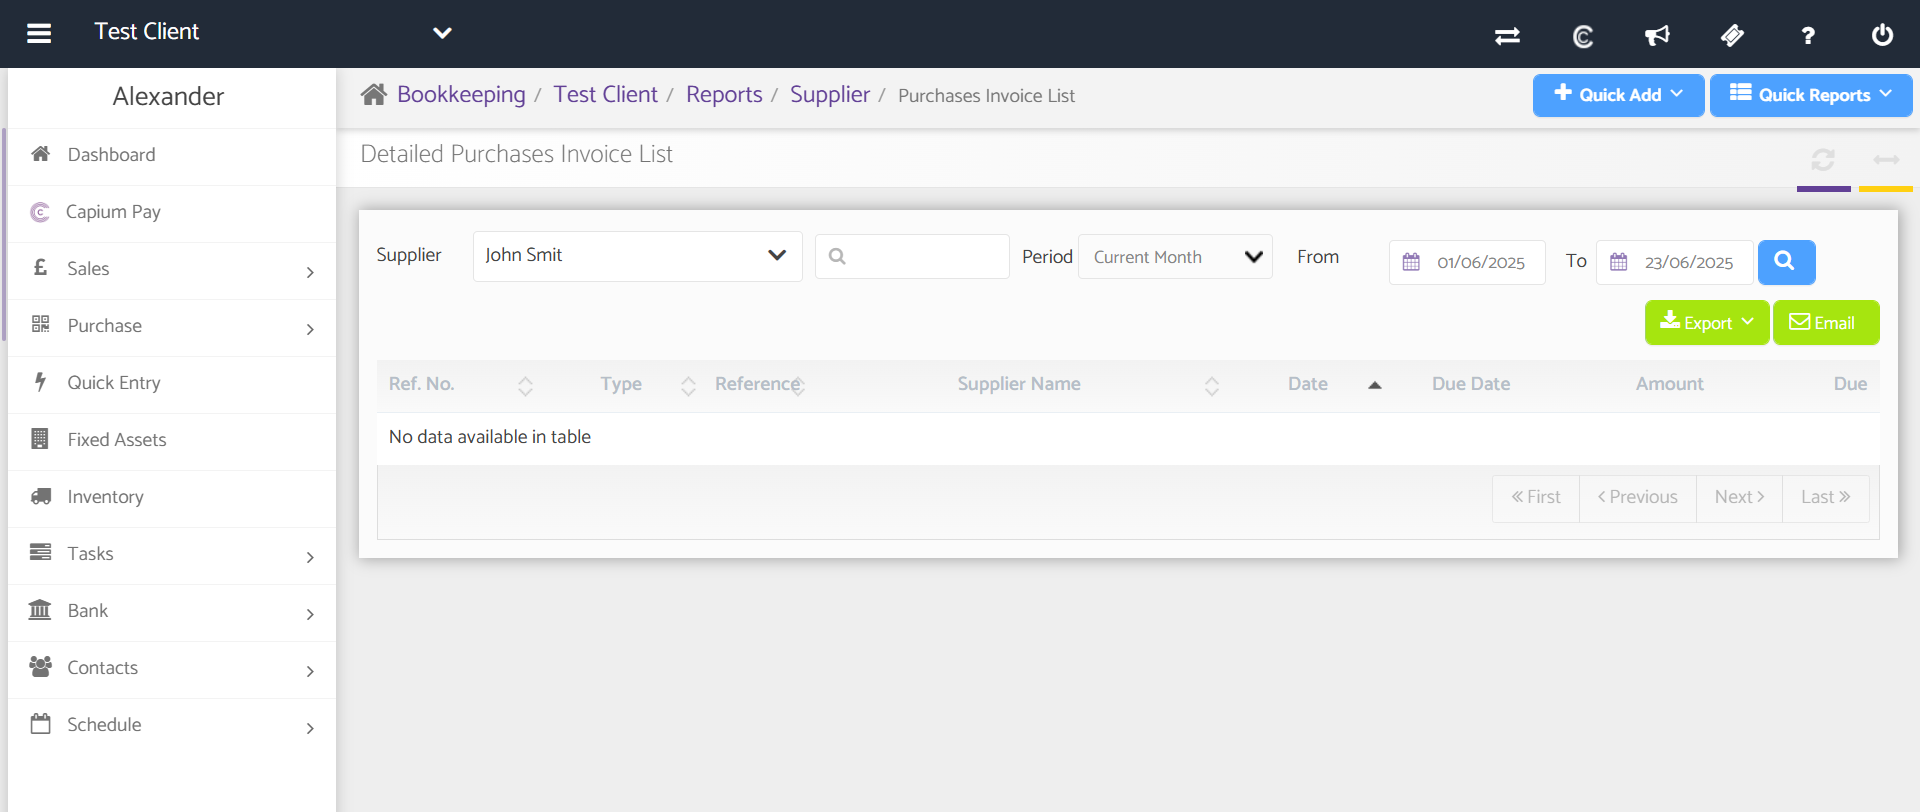 Test Client
?
Alexander
Dashboard
Capium Pay
£ Sales
Purchase
Quick Entry
Fixed Assets
Inventory
Tasks
Bank
Contacts
Schedule
Bookkeeping / Test Client / Reports / Supplier / Purchases Invoice List
Quick Add
Quick Reports
Detailed Purchases Invoice List
Supplier John Smit Period Current Month From 01/06/2025 To 23/06/2025
Export Email
Ref. No. Type Reference Supplier Name Date Due Date Amount Due
No data available in table
« First ‹ Previous Next › Last »